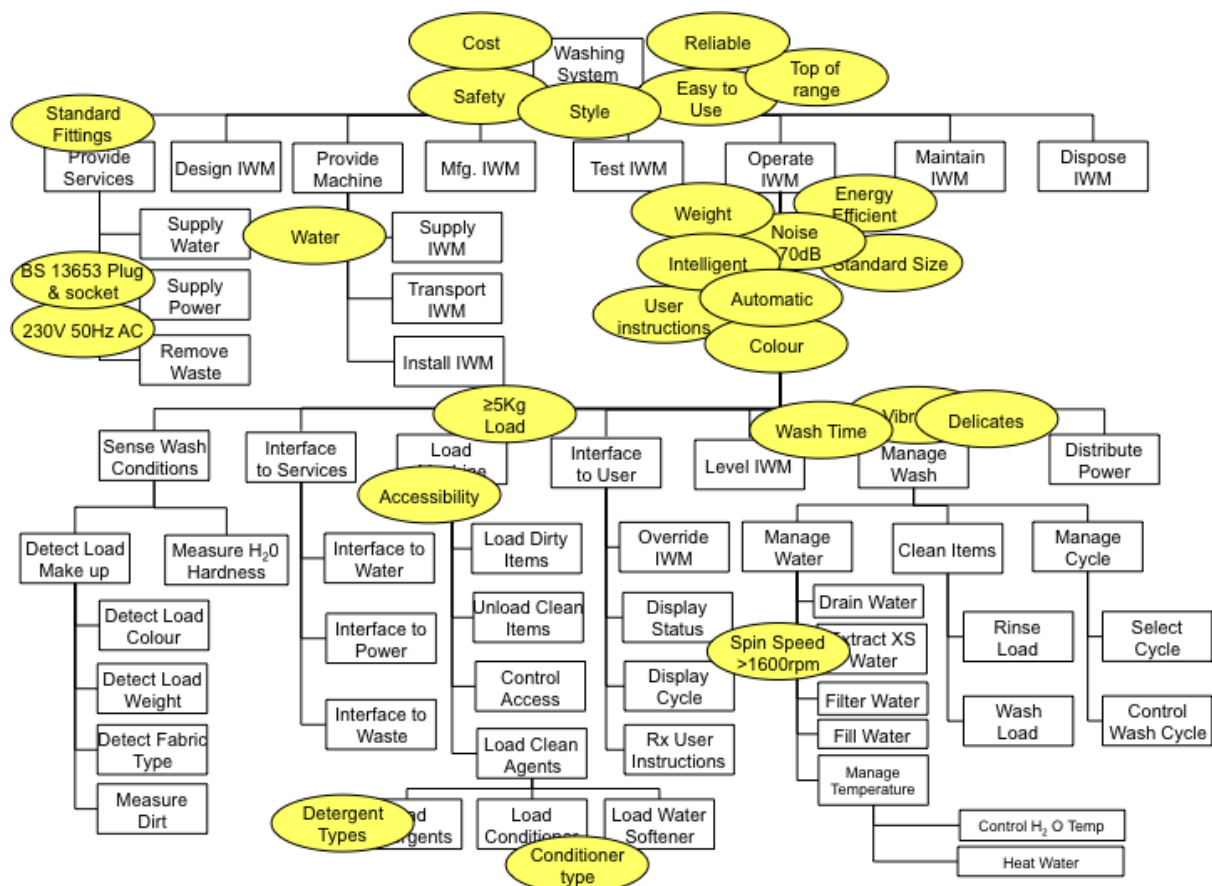 Cost
Reliable
Washing
System
Top of
range
Safety
Style
Easy to
Use
Standard
Fittings
Provide
Services
Design IWM
Provide
Machine
Mfg. IWM
Test IWM
Operate
IWM
Maintain
IWM
Dispose
IWM
Supply
Water
Water
Supply
IWM
Weight
Energy
Efficient
Noise
70dB
Intelligent
Standard Size
BS 13653 Plug
& socket
Supply
Power
Transport
IWM
Automatic
User
instructions
230V 50Hz AC
Remove
Waste
Install IWM
Colour
≥5Kg
Load
Sense Wash
Conditions
Interface
to Services
Load
Interface
to User
Level IWM
Wash Time
Delicates
Manage
Wash
Distribute
Power
Accessibility
Detect Load
Make up
Measure H₂0
Hardness
Interface to
Water
Load Dirty
Items
Override
IWM
Manage
Water
Clean Items
Manage
Cycle
Detect Load
Colour
Interface to
Power
Unload Clean
Items
Display
Status
Drain Water
Spin Speed
>1600rpm
XS
Water
Rinse
Load
Select
Cycle
Detect Load
Weight
Control
Access
Display
Cycle
Filter Water
Detect Fabric
Type
Interface to
Waste
Load Clean
Agents
Rx User
Instructions
Fill Water
Wash
Load
Control
Wash Cycle
Measure
Dirt
Manage
Temperature
Detergent
Types
Load
Conditioner
Load Water
Softener
Conditioner
type
Control H₂ O Temp
Heat Water